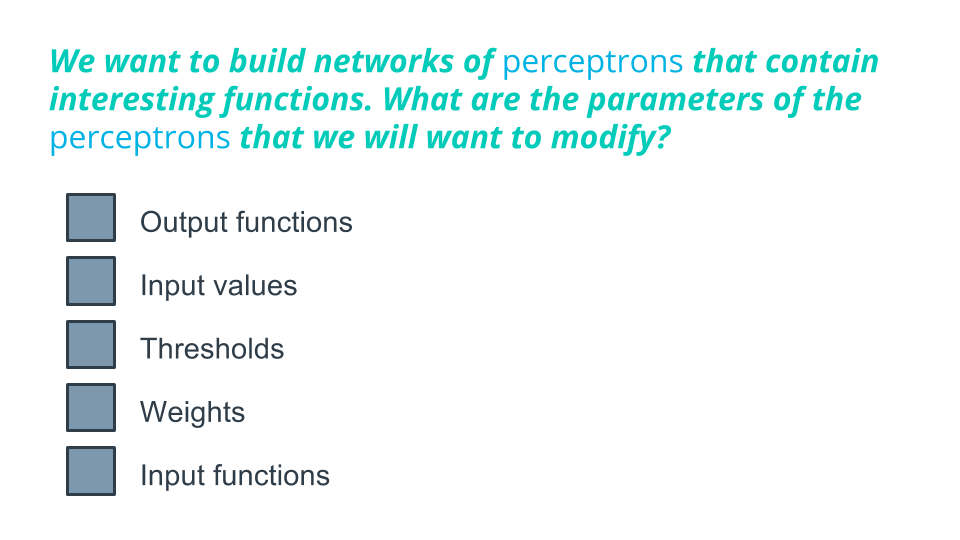 We want to build networks of perceptrons that contain
interesting functions. What are the parameters of the
perceptrons that we will want to modify?
Output functions
Input values
Thresholds
Weights
Input functions